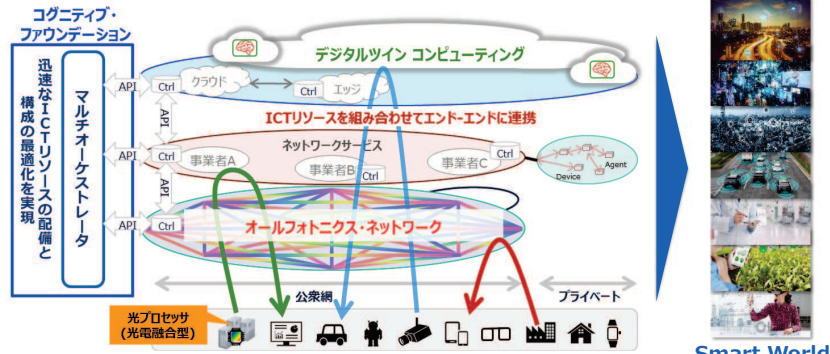 コグニティブ・
ファウンデーション
迅速なICTリソースの配備と
構成の最適化を実現
マルチオーケストレータ
API
API
API
API
API
デジタルツイン コンピューティング
Ctrl
クラウド
Ctrl
エッジ
ICTリソースを組み合わせてエンド-エンドに連携
ネットワークサービス
Ctrl
事業者A
事業者B
Ctrl
事業者C
Ctrl
Agent
Device
Ctrl
オールフォトニクス・ネットワーク
公衆網
プライベート
光プロセッサ
(光電融合型)
Smart World